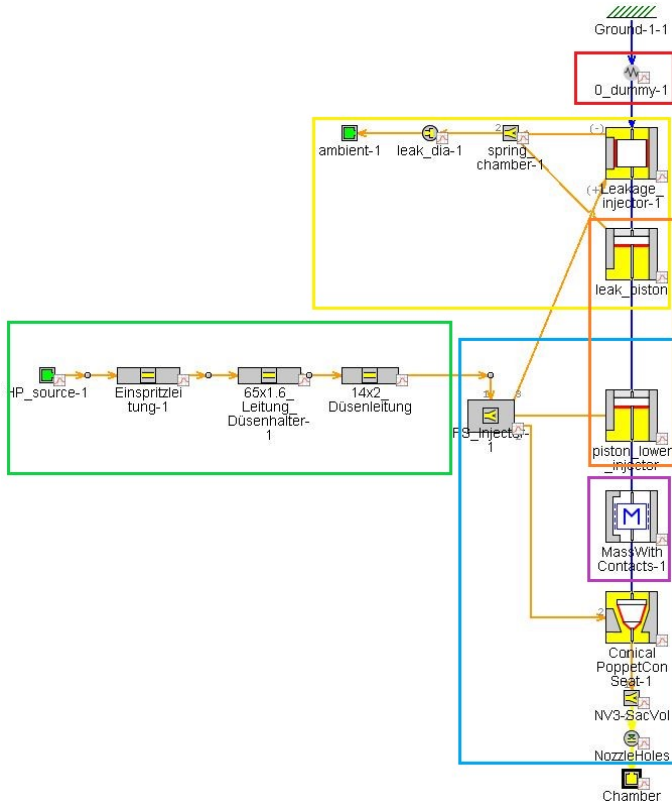 Ground-1-1
0_dummy-1
(-)
2
ambient-1
leak_dia-1
spring_
chamber-1
Leakage_
injector-1
(+)
leak_piston
HP_source-1
Einspritzlei
tung-1
65x1.6_
Leitung_
Düsenhalter-
1
14x2_
Düsenleitung
1
3
FS_Injector-
1
piston_lower
_injector
M
MassWith
Contacts-1
2
Conical
PoppetCon
Seat-1
NV3-SacVol
NozzleHoles
Chamber